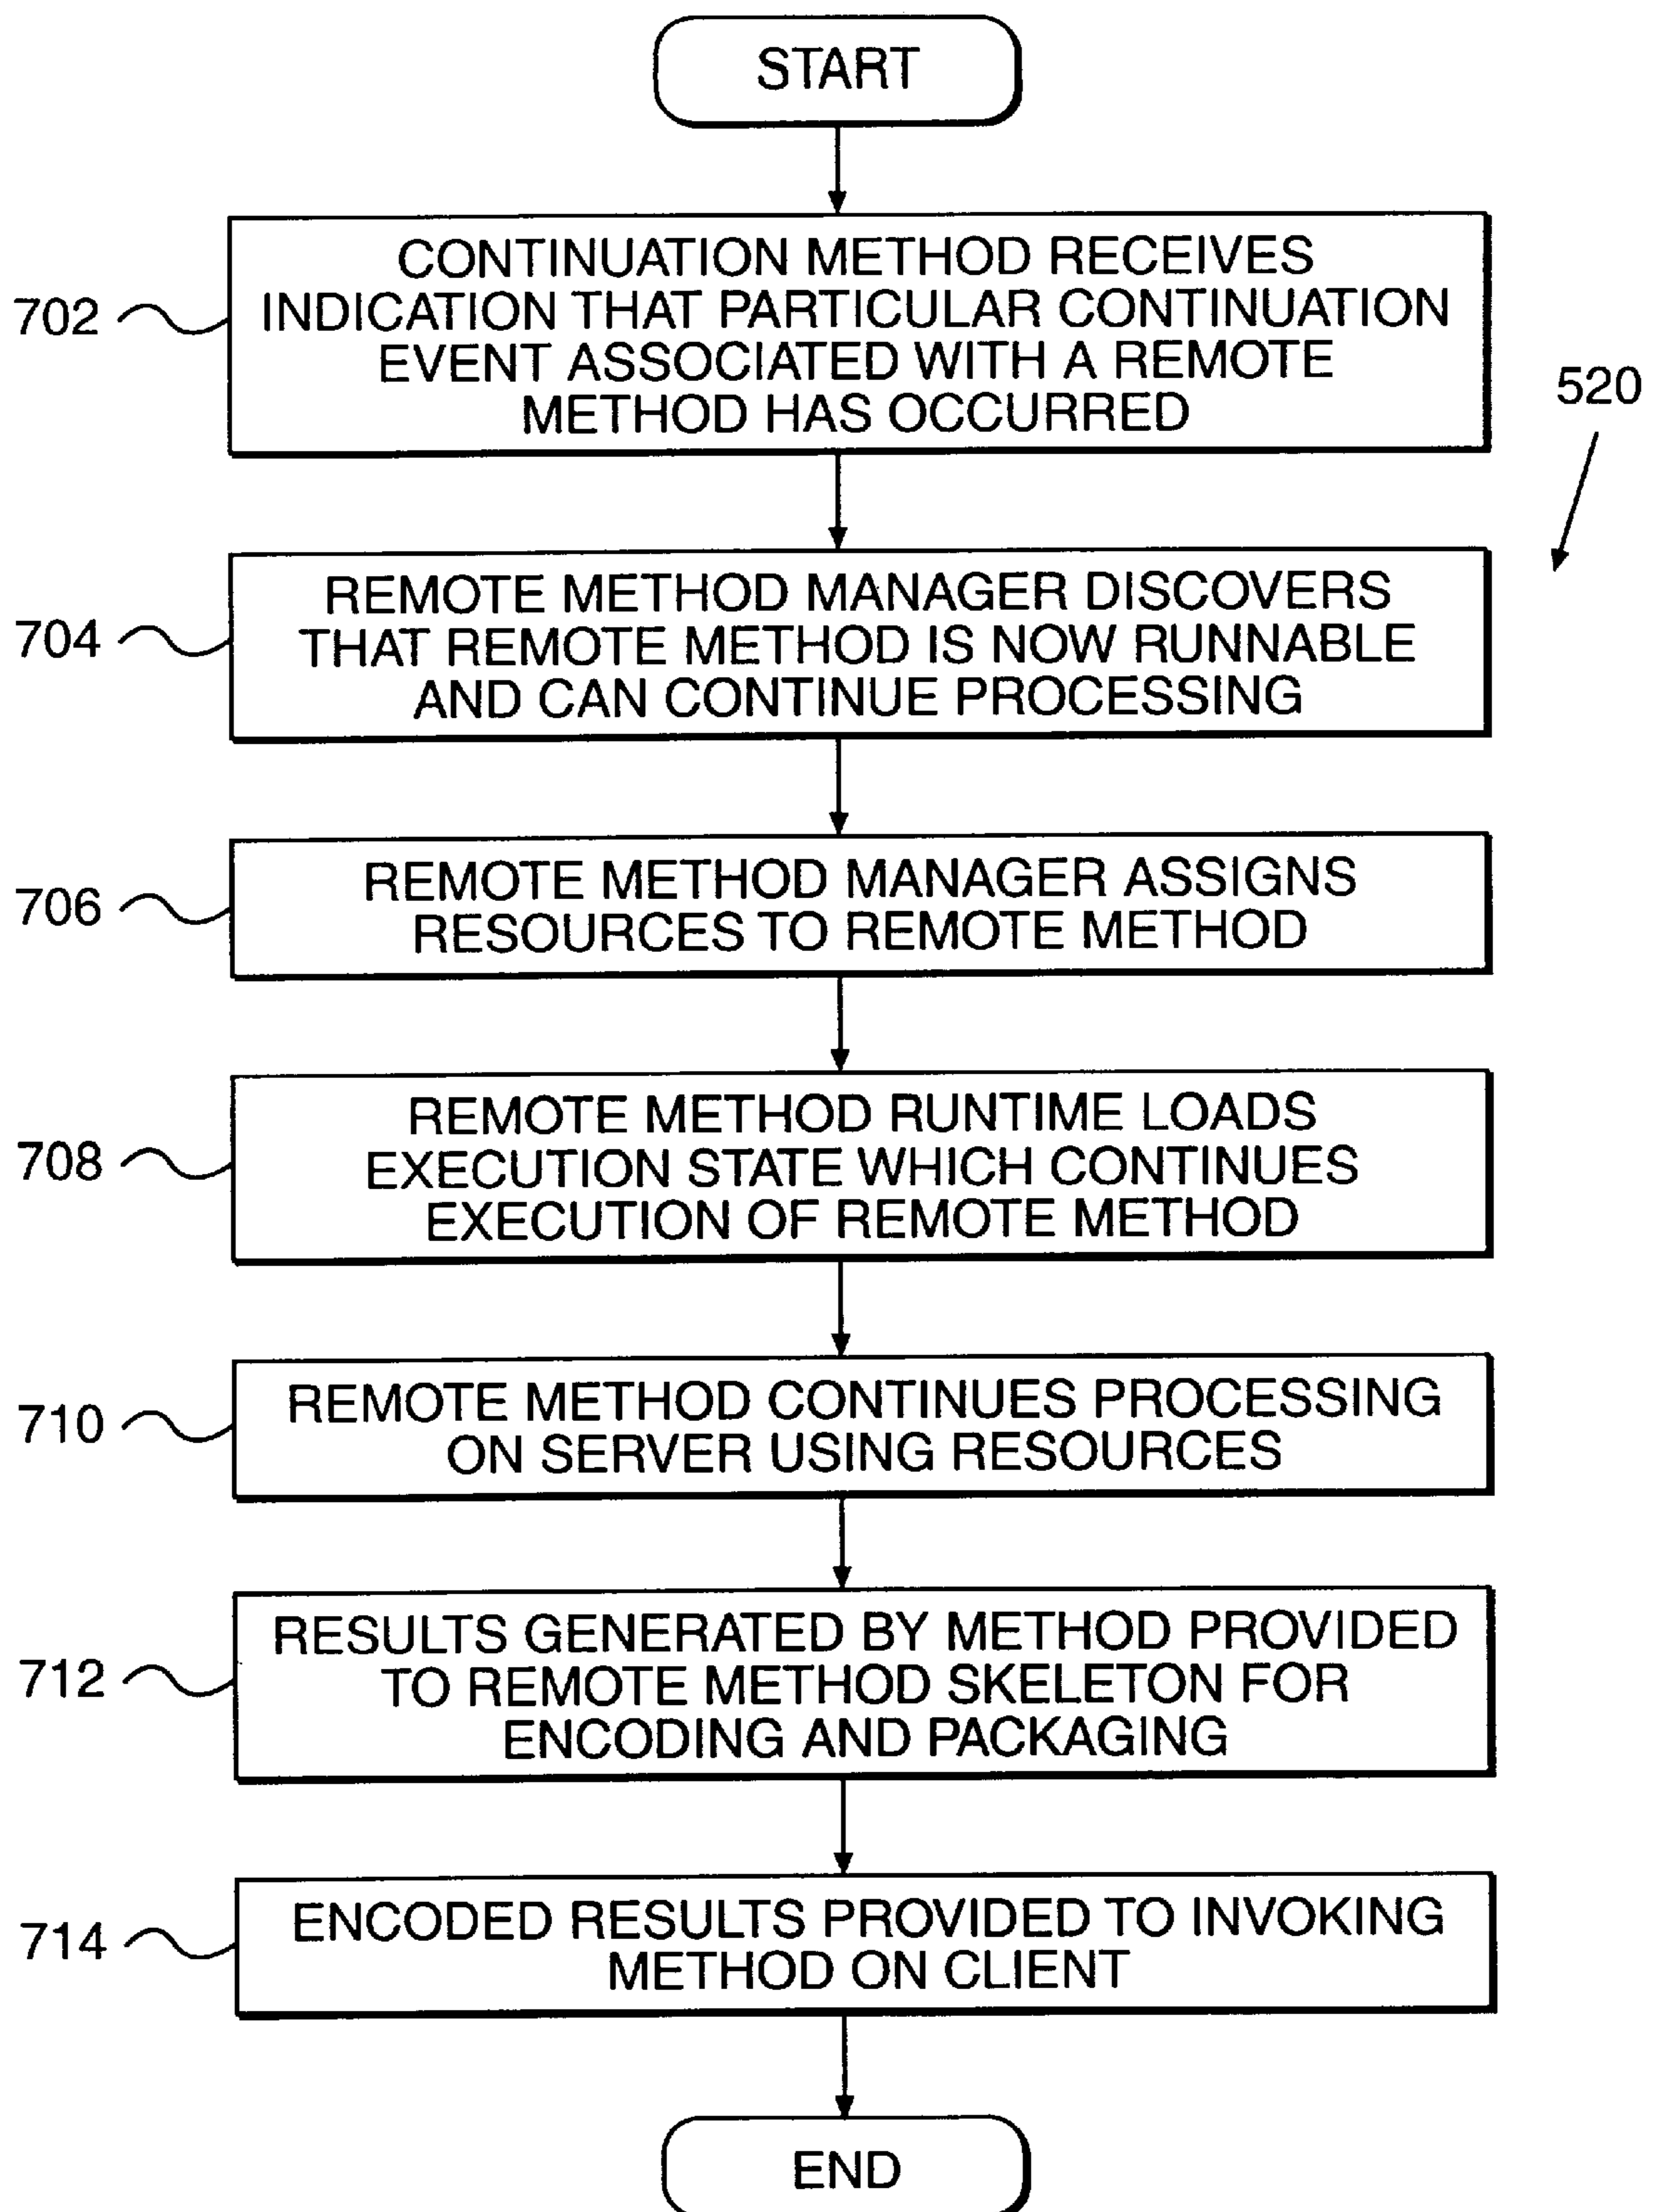 START
702
CONTINUATION METHOD RECEIVES
INDICATION THAT PARTICULAR CONTINUATION
EVENT ASSOCIATED WITH A REMOTE
METHOD HAS OCCURRED
520
704
REMOTE METHOD MANAGER DISCOVERS
THAT REMOTE METHOD IS NOW RUNNABLE
AND CAN CONTINUE PROCESSING
706
REMOTE METHOD MANAGER ASSIGNS
RESOURCES TO REMOTE METHOD
708
REMOTE METHOD RUNTIME LOADS
EXECUTION STATE WHICH CONTINUES
EXECUTION OF REMOTE METHOD
710
REMOTE METHOD CONTINUES PROCESSING
ON SERVER USING RESOURCES
712
RESULTS GENERATED BY METHOD PROVIDED
TO REMOTE METHOD SKELETON FOR
ENCODING AND PACKAGING
714
ENCODED RESULTS PROVIDED TO INVOKING
METHOD ON CLIENT
END